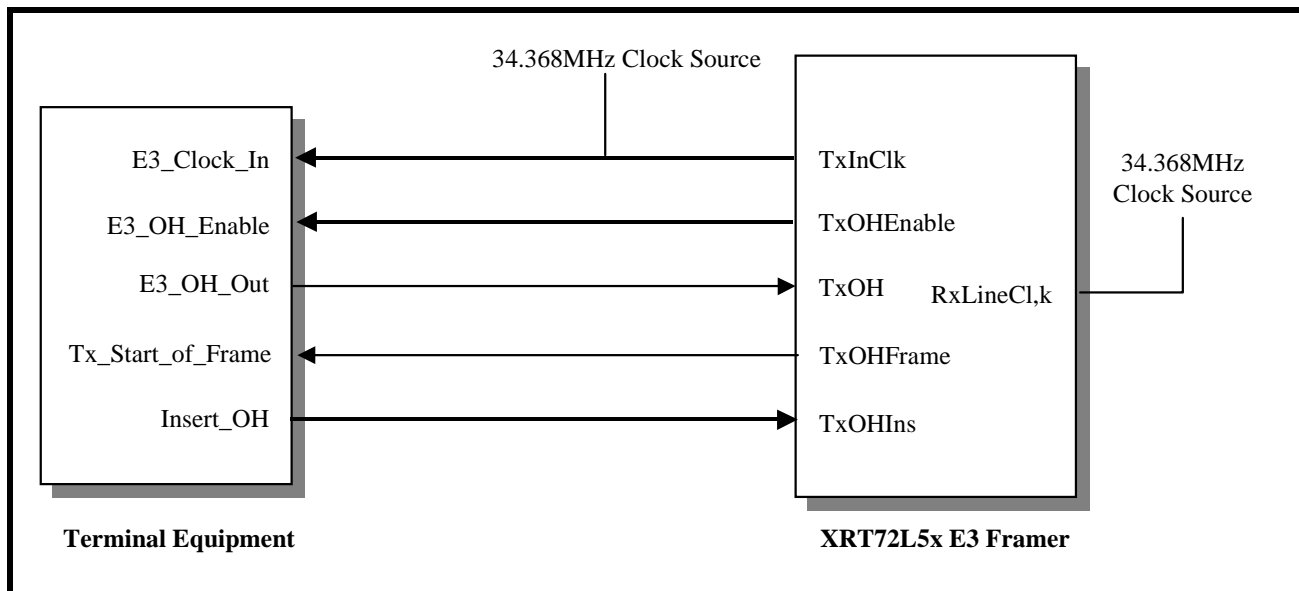 34.368MHz Clock Source
E3_Clock_In
E3_OH_Enable
E3_OH_Out
Tx_Start_of_Frame
Insert_OH
Terminal Equipment
TxInClk
TxOHEnable
TxOH
RxLineCl,k
TxOHFrame
TxOHIns
XRT72L5x E3 Framer
34.368MHz
Clock Source